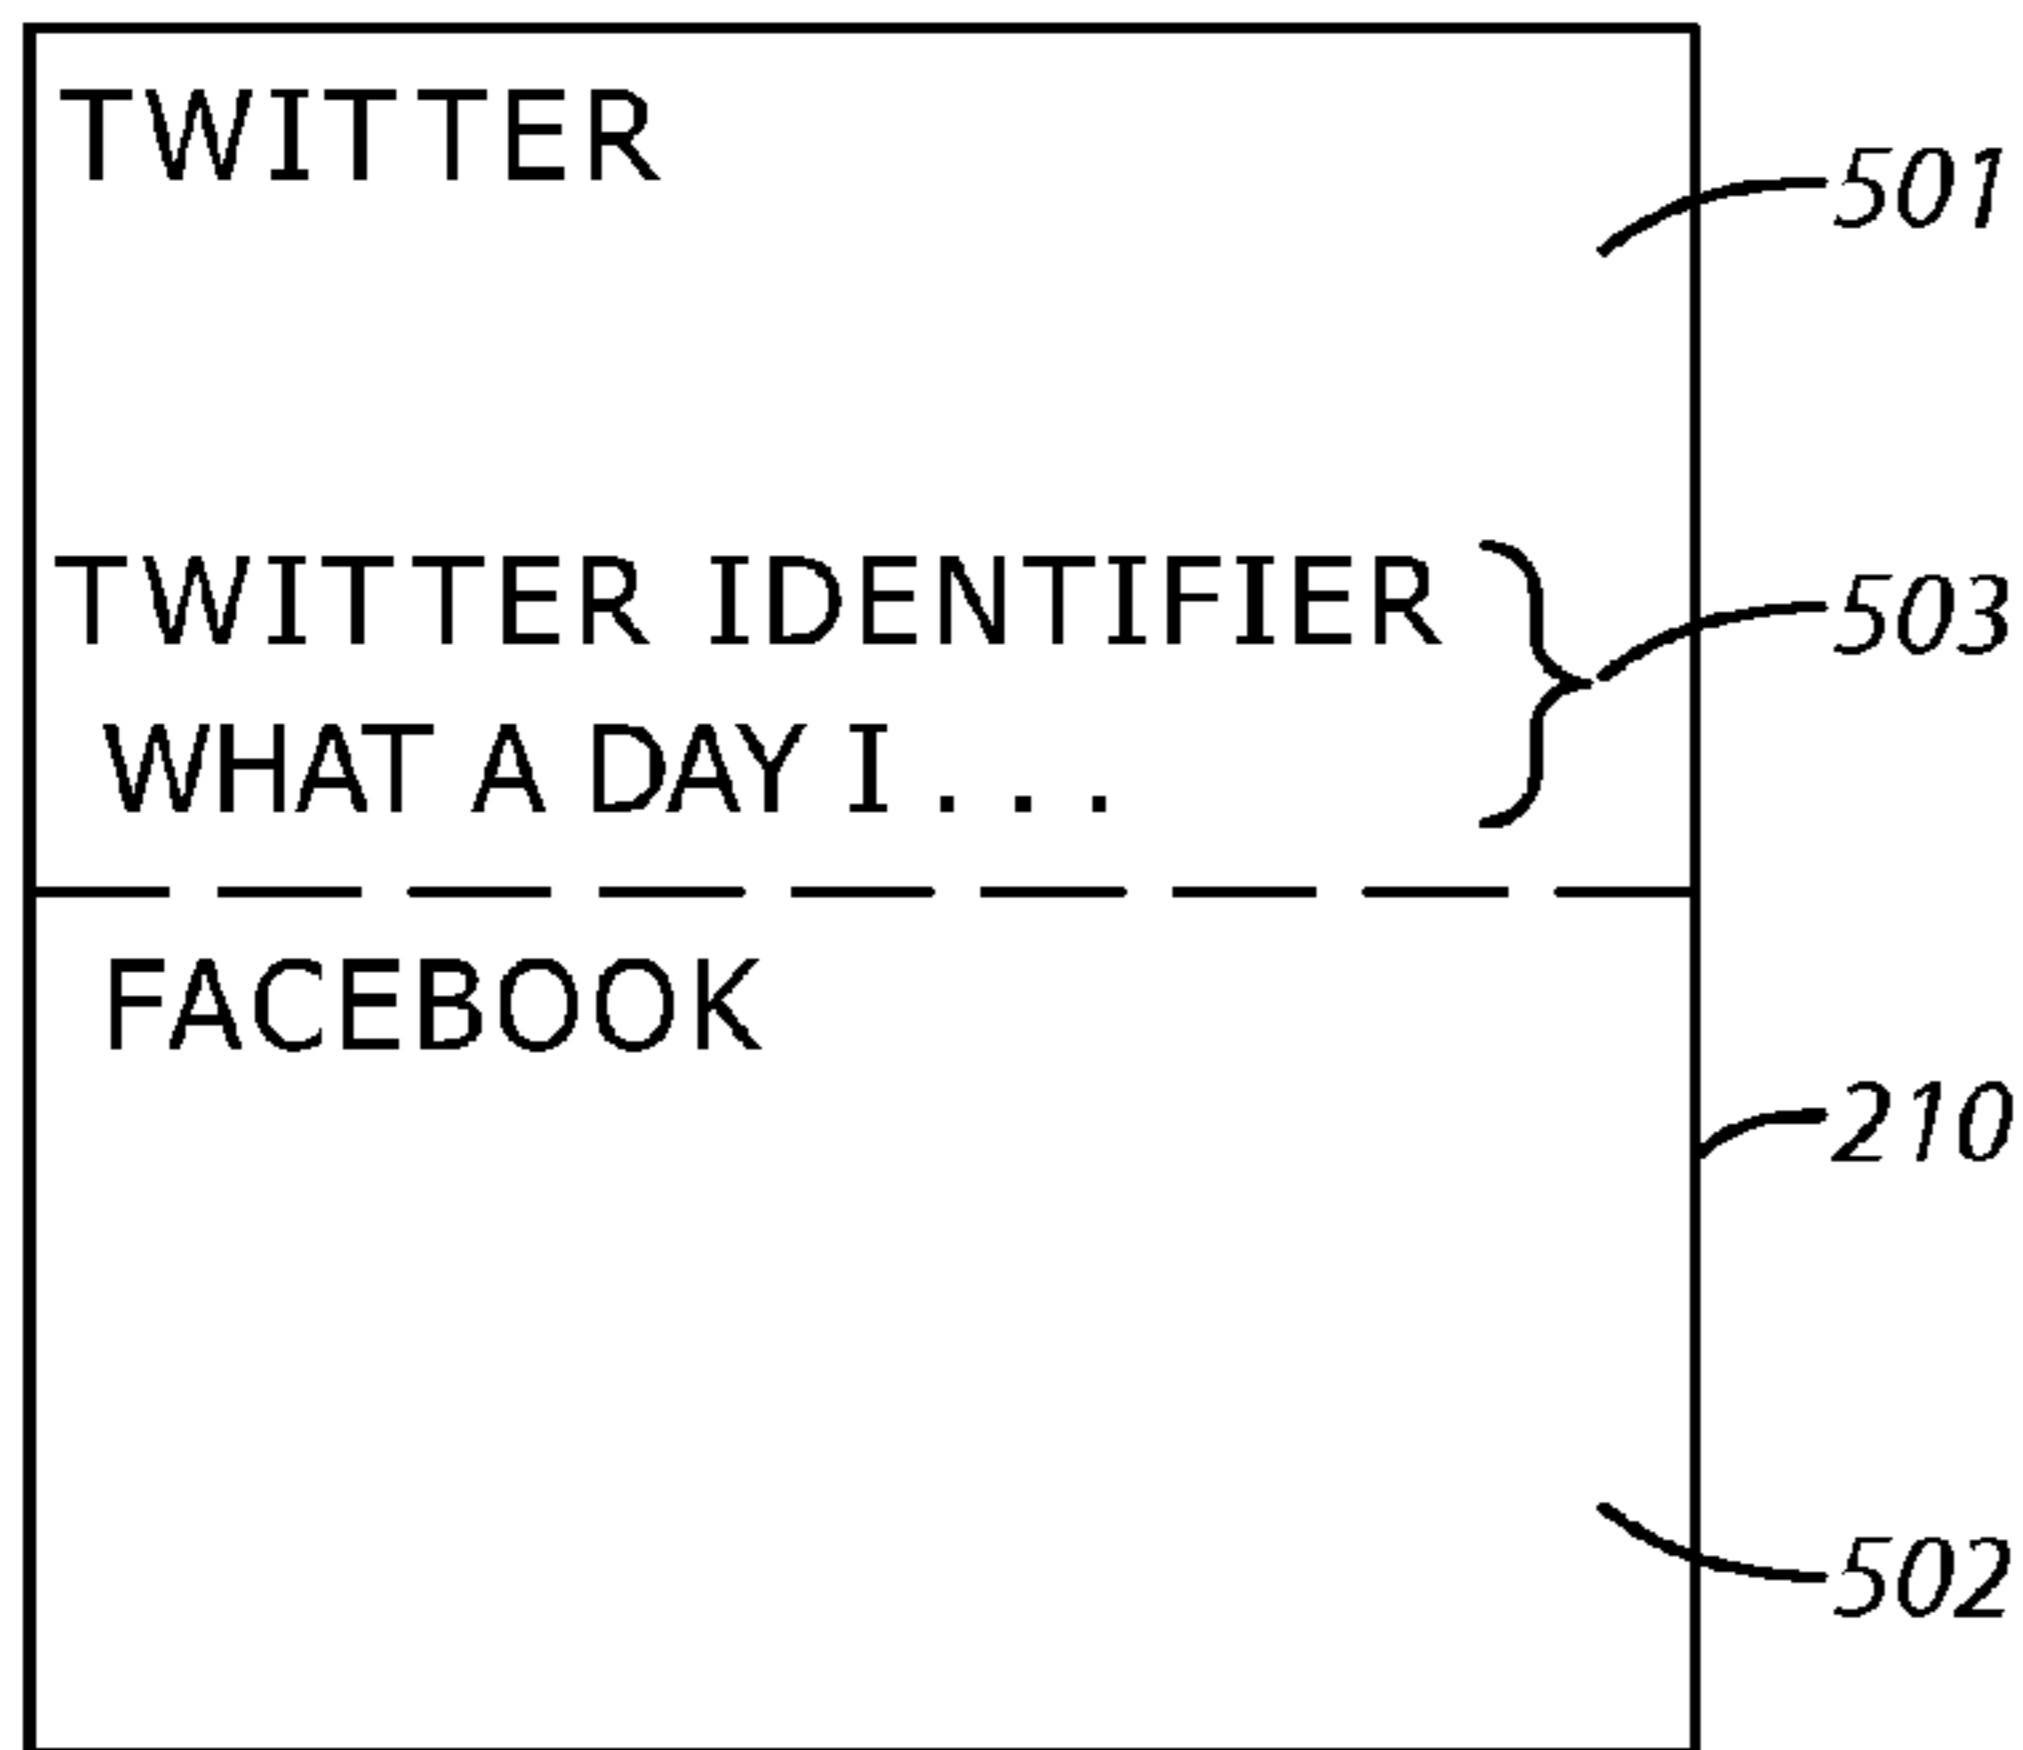 TWITTER
501
TWITTER IDENTIFIER
503
WHAT A DAY I . . .
FACEBOOK
210
502